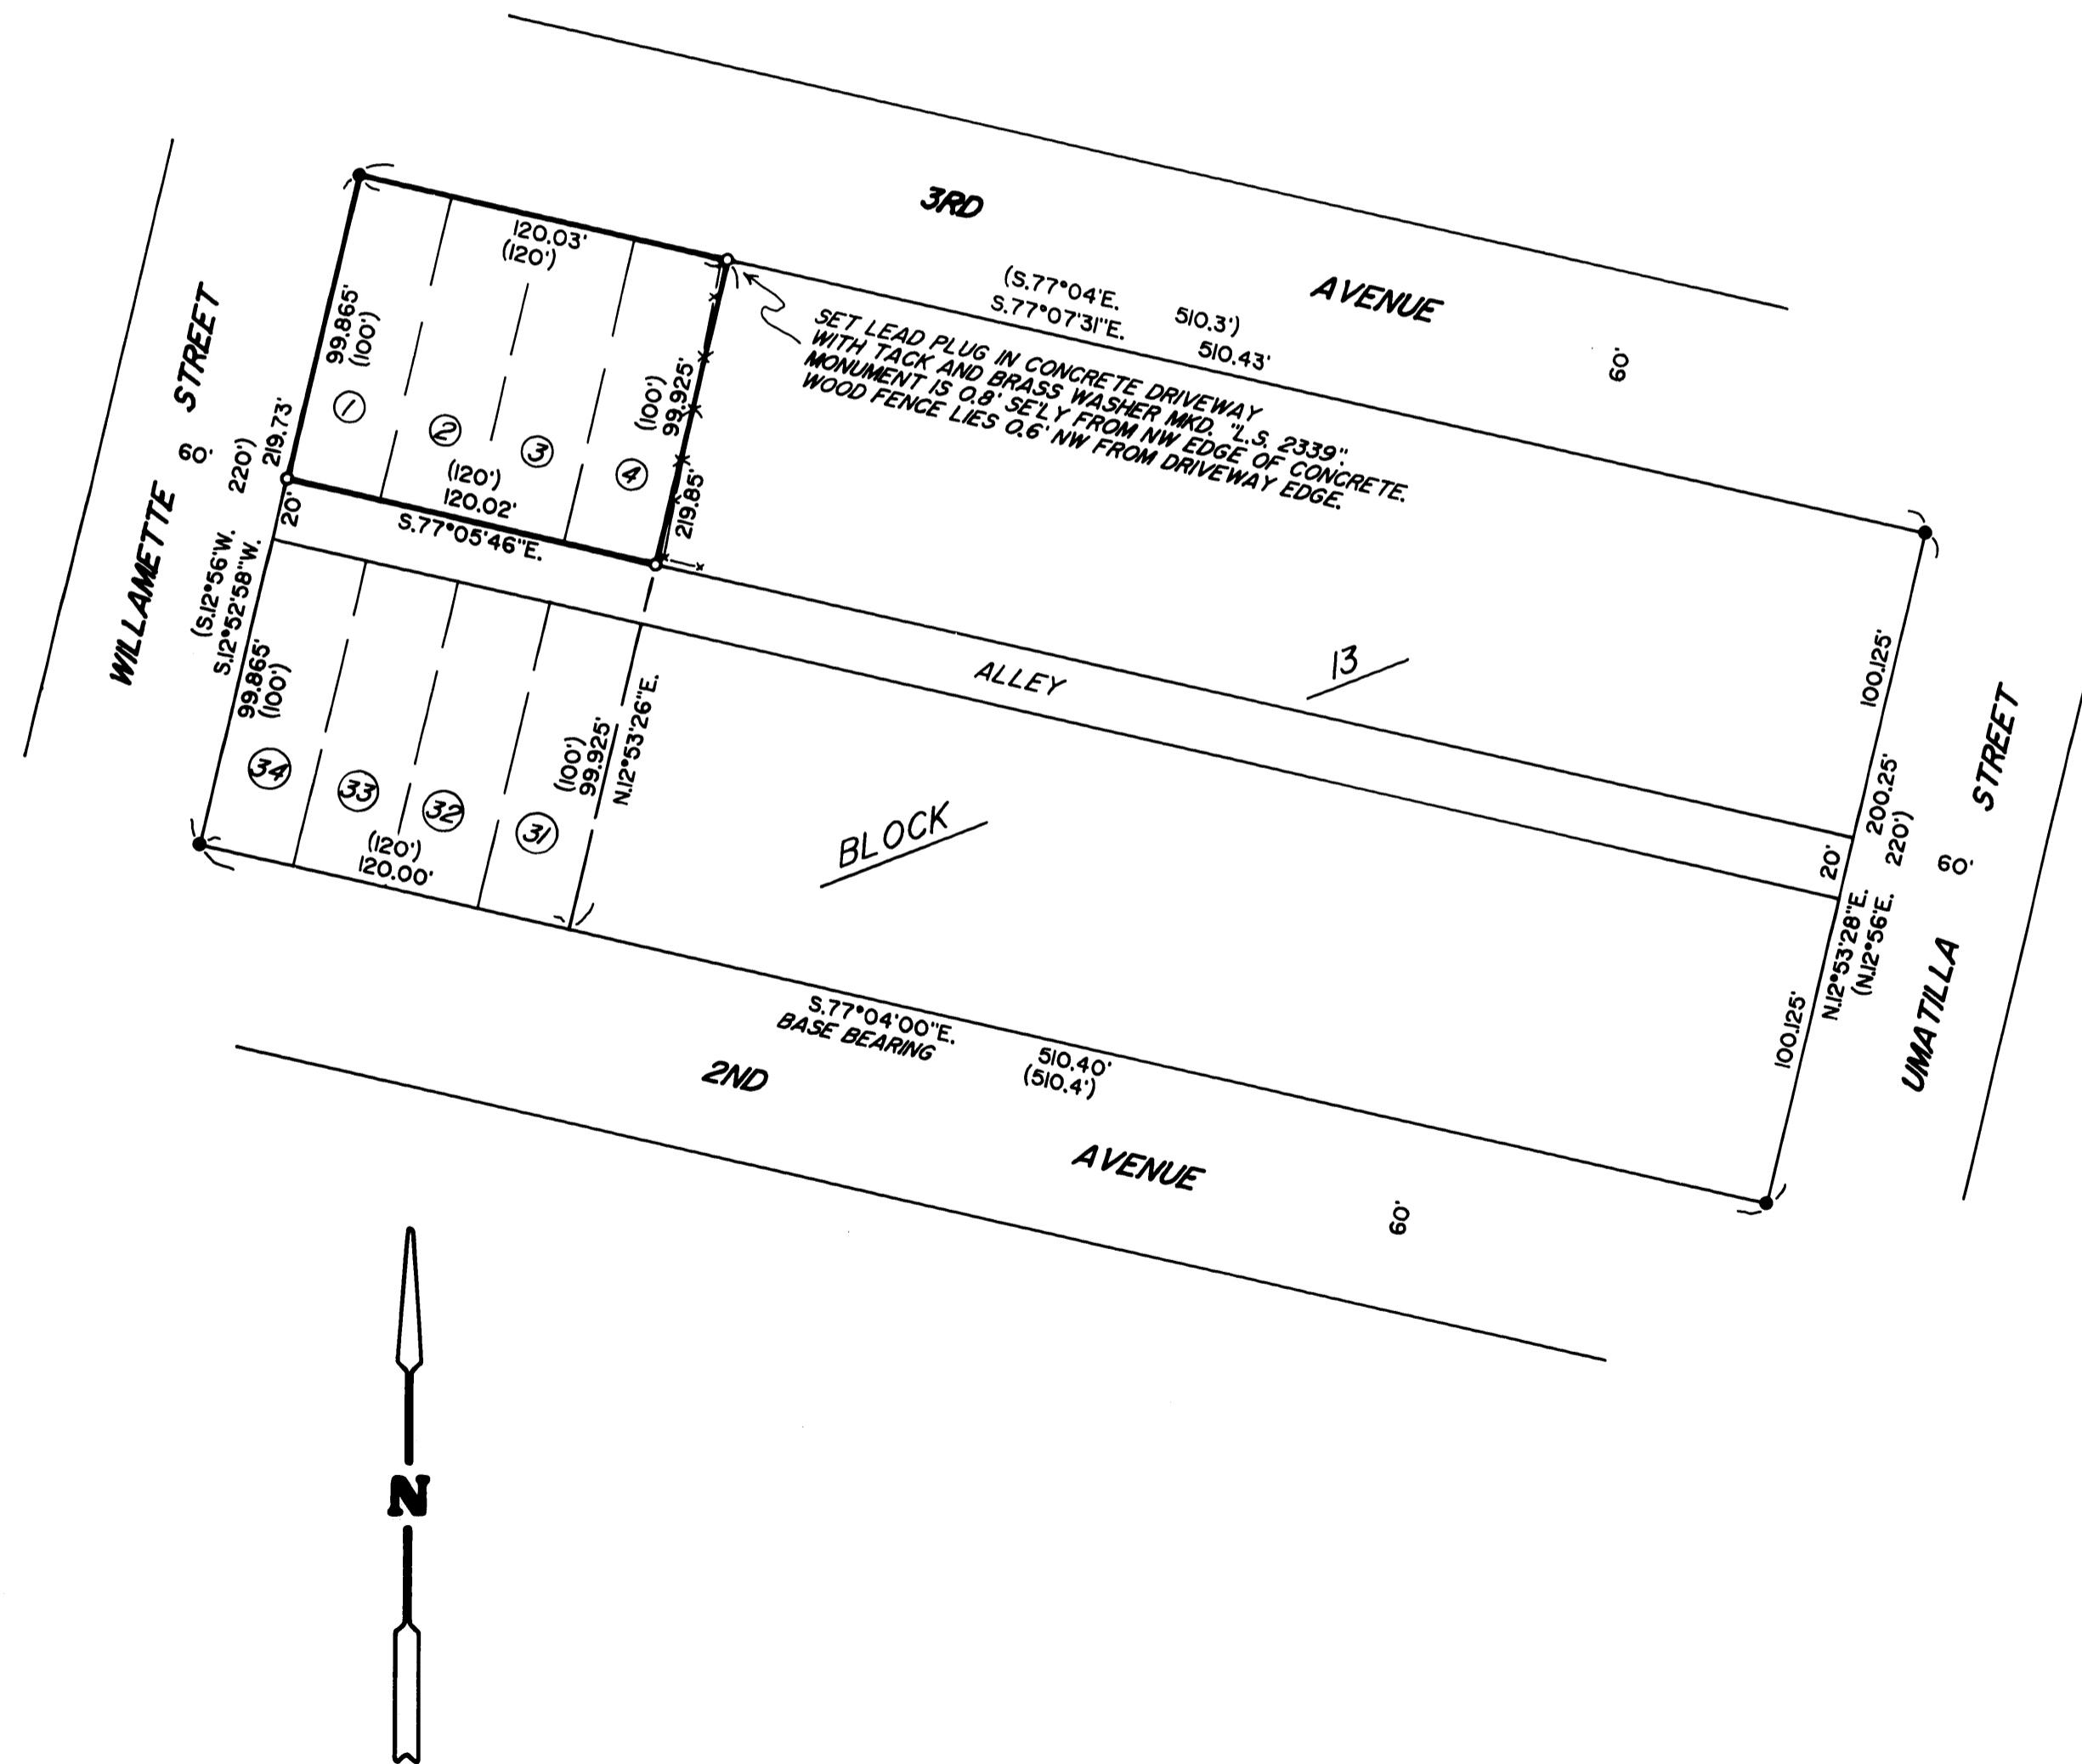 3RD
AVENUE
60'
(S.77°04'E. 510.3')
S.77°07'31"E. 510.43'
120.03'
(120')
SET LEAD PLUG IN CONCRETE DRIVEWAY
WITH TACK AND BRASS WASHER MKD. "L.S. 2339".
MONUMENT IS 0.8' SE'LY FROM NW EDGE OF CONCRETE.
WOOD FENCE LIES 0.6' NW FROM DRIVEWAY EDGE.
WILLAMETTE 60' STREET
(S.12°56'W. 220')
S.12°52'58"W. 219.73'
99.865'
(100')
1
2
3
4
(100')
99.925'
219.85'
(120')
120.02'
S.77°05'46"E.
20'
ALLEY
13
BLOCK
99.865'
(100')
34
33
32
31
(100')
99.925'
N.12°53'26"E.
(120')
120.00'
100.125'
20'
100.125'
N.12°53'28"E. 200.25'
(N.12°56'E. 220')
UMATILLA 60' STREET
S.77°04'00"E. 510.40'
BASE BEARING (510.4')
2ND
AVENUE
60'
N